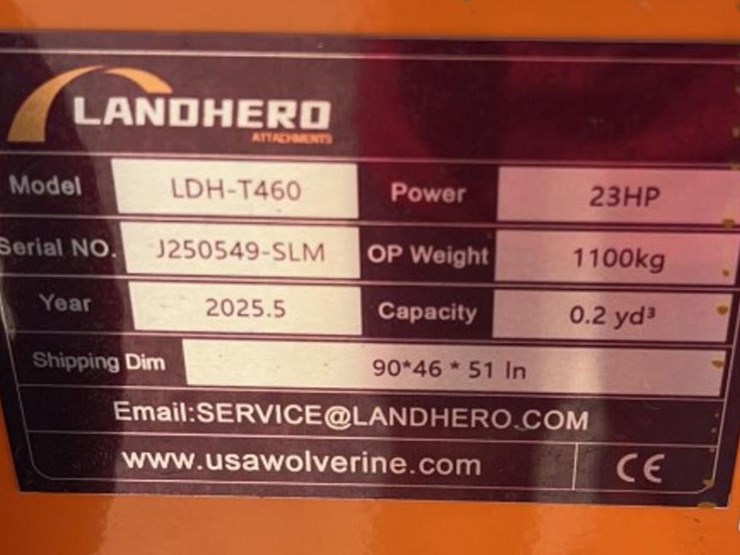 LANDHERO
ATTACHMENTS
Model LDH-T460 Power 23HP
Serial NO. J250549-SLM OP Weight 1100kg
Year 2025.5 Capacity 0.2 yd³
Shipping Dim 90*46 * 51 In
Email:SERVICE@LANDHERO.COM
www.usawolverine.com CE